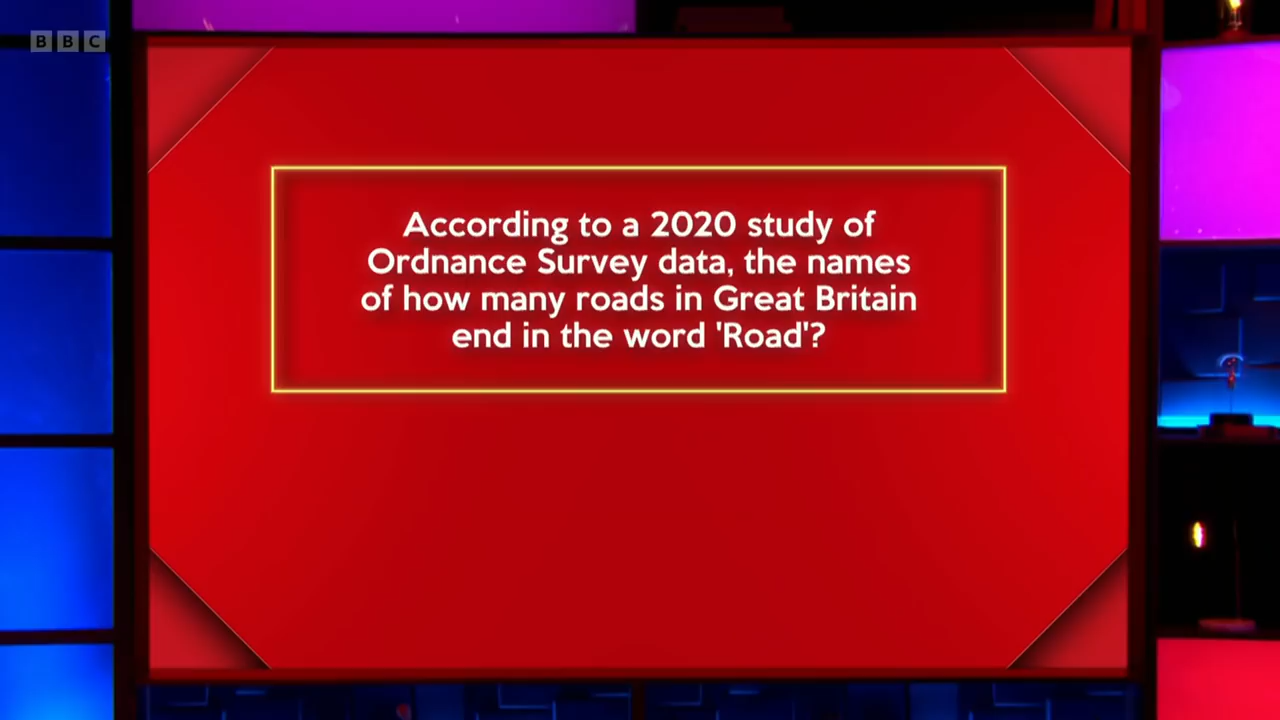 BBC
According to a 2020 study of
Ordnance Survey data, the names
of how many roads in Great Britain
end in the word 'Road'?